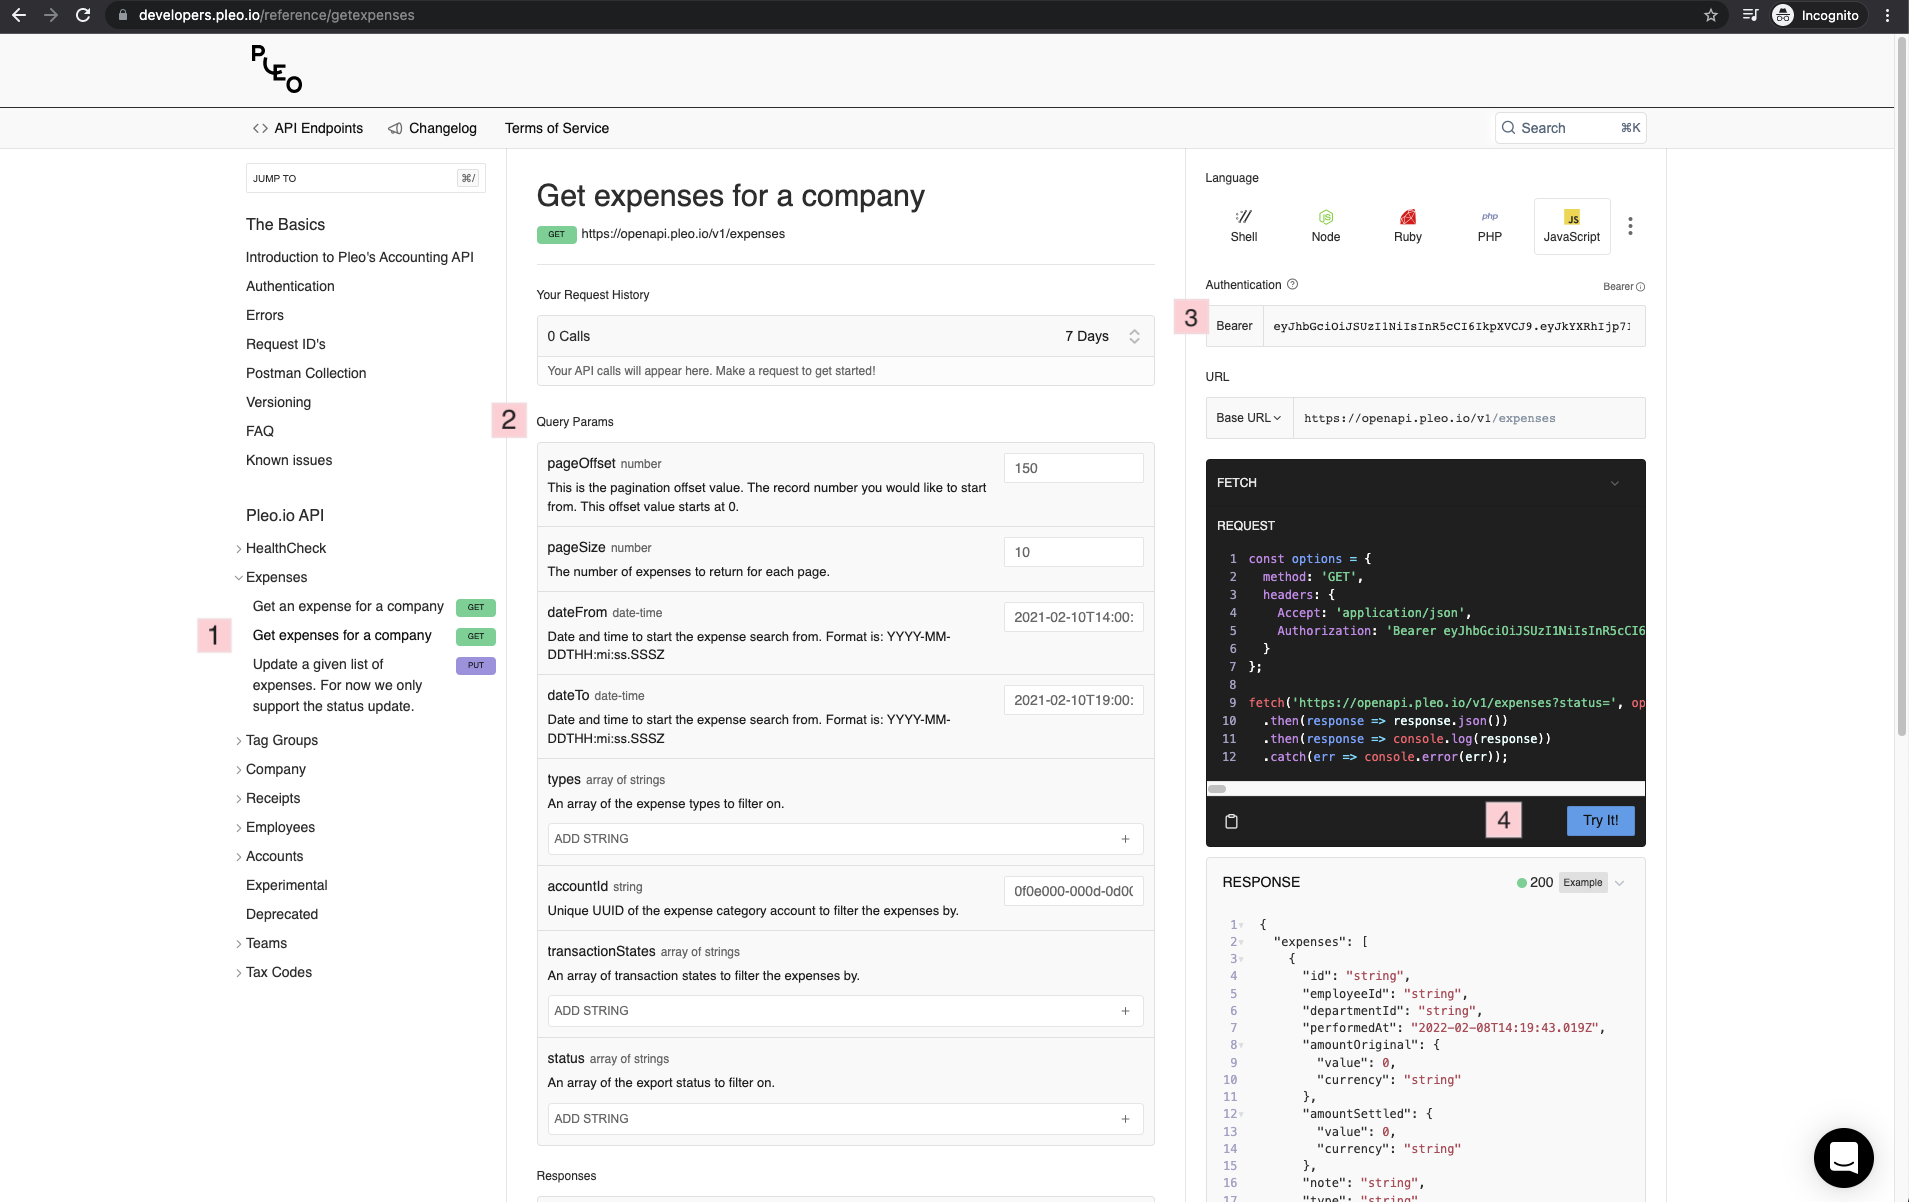 developers.pleo.io/reference/getexpenses
Incognito
PLEO
API Endpoints
Changelog
Terms of Service
Search
⌘K
JUMP TO
⌘/
The Basics
Introduction to Pleo's Accounting API
Authentication
Errors
Request ID's
Postman Collection
Versioning
FAQ
Known issues
Pleo.io API
HealthCheck
Expenses
Get an expense for a company GET
1
Get expenses for a company GET
Update a given list of PUT
expenses. For now we only
support the status update.
Tag Groups
Company
Receipts
Employees
Accounts
Experimental
Deprecated
Teams
Tax Codes
Get expenses for a company
GET https://openapi.pleo.io/v1/expenses
Your Request History
0 Calls 7 Days
Your API calls will appear here. Make a request to get started!
2
Query Params
pageOffset number
150
This is the pagination offset value. The record number you would like to start
from. This offset value starts at 0.
pageSize number
10
The number of expenses to return for each page.
dateFrom date-time
2021-02-10T14:00:
Date and time to start the expense search from. Format is: YYYY-MM-
DDTHH:mi:ss.SSSZ
dateTo date-time
2021-02-10T19:00:
Date and time to start the expense search from. Format is: YYYY-MM-
DDTHH:mi:ss.SSSZ
types array of strings
An array of the expense types to filter on.
ADD STRING +
accountId string
0f0e000-000d-0d00
Unique UUID of the expense category account to filter the expenses by.
transactionStates array of strings
An array of transaction states to filter the expenses by.
ADD STRING +
status array of strings
An array of the export status to filter on.
ADD STRING +
Responses
Language
Shell
Node
Ruby
php
PHP
JS
JavaScript
Authentication
Bearer
3
Bearer eyJhbGciOiJSUzI1NiIsInR5cCI6IkpXVCJ9.eyJkYXRhIjp7I
URL
Base URL https://openapi.pleo.io/v1/expenses
FETCH
REQUEST
1 const options = {
2 method: 'GET',
3 headers: {
4 Accept: 'application/json',
5 Authorization: 'Bearer eyJhbGciOiJSUzI1NiIsInR5cCI6
6 }
7 };
8
9 fetch('https://openapi.pleo.io/v1/expenses?status=', op
10 .then(response => response.json())
11 .then(response => console.log(response))
12 .catch(err => console.error(err));
4
Try It!
RESPONSE 200 Example
1 {
2 "expenses": [
3 {
4 "id": "string",
5 "employeeId": "string",
6 "departmentId": "string",
7 "performedAt": "2022-02-08T14:19:43.019Z",
8 "amountOriginal": {
9 "value": 0,
10 "currency": "string"
11 },
12 "amountSettled": {
13 "value": 0,
14 "currency": "string"
15 },
16 "note": "string",
17 "type": "string"